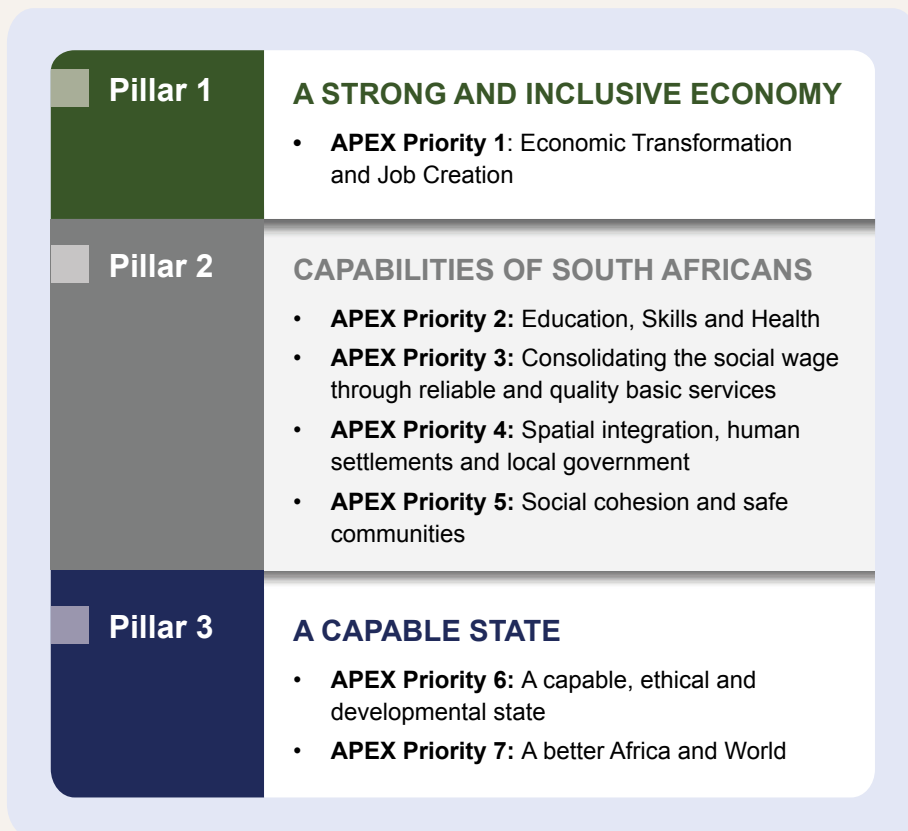 Pillar 1
A STRONG AND INCLUSIVE ECONOMY
• APEX Priority 1: Economic Transformation
and Job Creation
Pillar 2
CAPABILITIES OF SOUTH AFRICANS
• APEX Priority 2: Education, Skills and Health
• APEX Priority 3: Consolidating the social wage
through reliable and quality basic services
• APEX Priority 4: Spatial integration, human
settlements and local government
• APEX Priority 5: Social cohesion and safe
communities
Pillar 3
A CAPABLE STATE
• APEX Priority 6: A capable, ethical and
developmental state
• APEX Priority 7: A better Africa and World